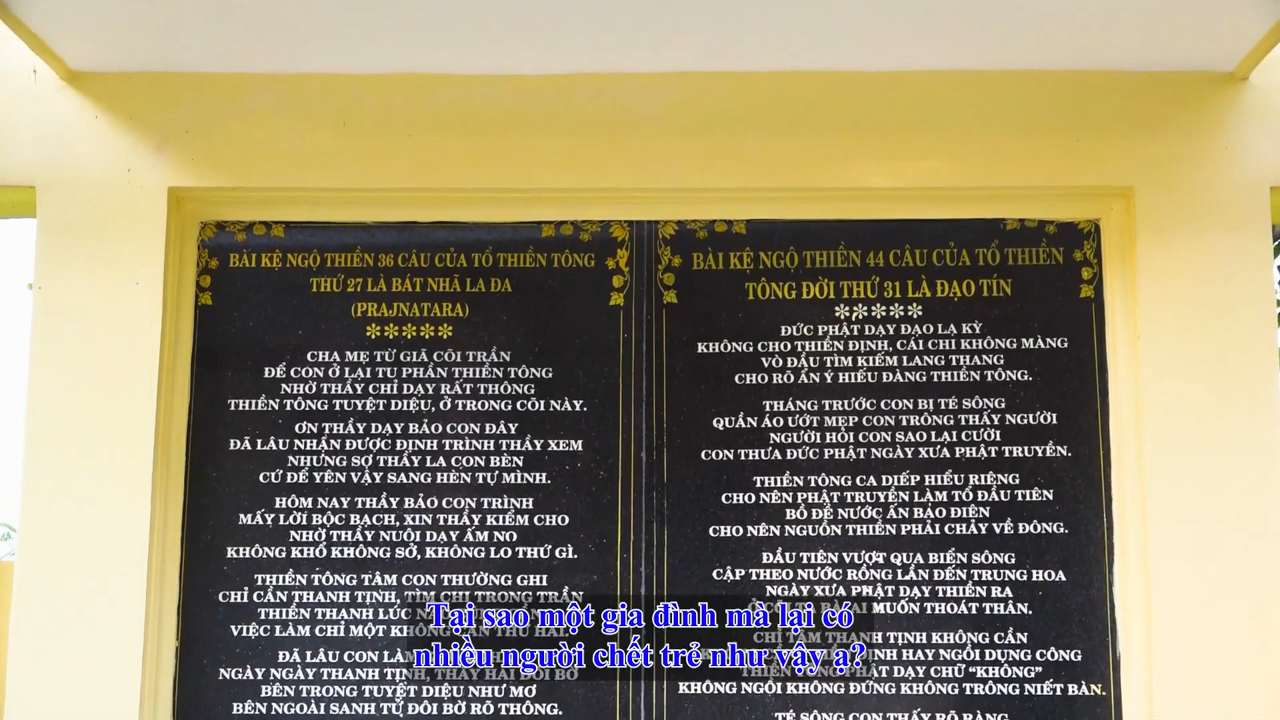 BÀI KỆ NGỘ THIỀN 36 CÂU CỦA TỔ THIỀN TÔNG
THỨ 27 LÀ BÁT NHÃ LA ĐA
(PRAJNATARA)
*****
CHA MẸ TỪ GIÃ CÕI TRẦN
ĐỂ CON Ở LẠI TU PHẦN THIỀN TÔNG
NHỜ THẦY CHỈ DẠY RẤT THÔNG
THIỀN TÔNG TUYỆT DIỆU, Ở TRONG CÕI NÀY.
ƠN THẦY DẠY BẢO CON ĐÂY
ĐÃ LÂU NHẬN ĐƯỢC ĐỊNH TRÌNH THẦY XEM
NHƯNG SỢ THẦY LA CON BÈN
CỨ ĐỂ YÊN VẬY SANG HÈN TỰ MÌNH.
HÔM NAY THẦY BẢO CON TRÌNH
MẤY LỜI BỘC BẠCH, XIN THẦY KIỂM CHO
NHỜ THẦY NUÔI DẠY ẤM NO
KHÔNG KHỔ KHÔNG SỞ, KHÔNG LO THỨ GÌ.
THIỀN TÔNG TÂM CON THƯỜNG GHI
CHỈ CẦN THANH TỊNH, TÌM CHI TRONG TRẦN
THIỀN THANH LÚC
VIỆC LÀM CHỈ MỘT KHÔNG CẦN THỨ HAI.
ĐÃ LÂU CON LÀM
NGÀY NGÀY THANH TỊNH, THẤY HAI ĐÔI BỜ
BÊN TRONG TUYỆT DIỆU NHƯ MƠ
BÊN NGOÀI SANH TỬ ĐÔI BỜ RÕ THÔNG.
BÀI KỆ NGỘ THIỀN 44 CÂU CỦA TỔ THIỀN
TÔNG ĐỜI THỨ 31 LÀ ĐẠO TÍN
*****
ĐỨC PHẬT DẠY ĐẠO LẠ KỲ
KHÔNG CHO THIỀN ĐỊNH, CÁI CHI KHÔNG MÀNG
VÒ ĐẦU TÌM KIẾM LANG THANG
CHO RÕ ẨN Ý HIẾU ĐÀNG THIỀN TÔNG.
THÁNG TRƯỚC CON BỊ TÉ SÔNG
QUẦN ÁO ƯỚT MẸP CON TRÔNG THẤY NGƯỜI
NGƯỜI HỎI CON SAO LẠI CƯỜI
CON THƯA ĐỨC PHẬT NGÀY XƯA PHẬT TRUYỀN.
THIỀN TÔNG CA DIẾP HIỂU RIÊNG
CHO NÊN PHẬT TRUYỀN LÀM TỔ ĐẦU TIÊN
BỒ ĐỀ NƯỚC ẤN BẢO ĐIỀN
CHO NÊN NGUỒN THIỀN PHẢI CHẢY VỀ ĐÔNG.
ĐẦU TIÊN VƯỢT QUA BIỂN SÔNG
CẬP THEO NƯỚC RỒNG LẦN ĐẾN TRUNG HOA
NGÀY XƯA PHẬT DẠY THIỀN RA
AI MUỐN THOÁT THÂN.
CHỈ TÂM THANH TỊNH KHÔNG CẦN
ĐỊNH HAY NGỒI DỤNG CÔNG
THIỀN TÔNG PHẬT DẠY CHỮ “KHÔNG”
KHÔNG NGỒI KHÔNG ĐỨNG KHÔNG TRÔNG NIẾT BÀN.
TÉ SÔNG CON THẤY RÕ RÀNG
Tại sao một gia đình mà lại có
nhiều người chết trẻ như vậy ạ?